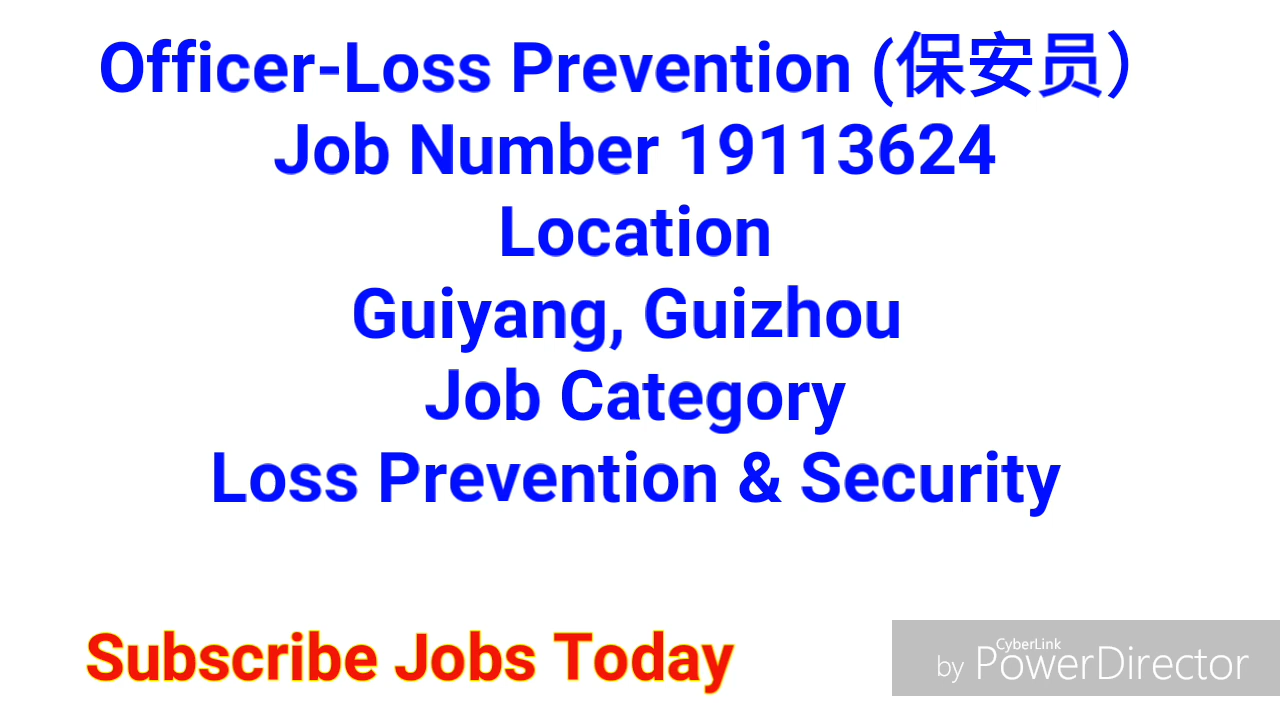 Officer-Loss Prevention (保安员）
Job Number 19113624
Location
Guiyang, Guizhou
Job Category
Loss Prevention & Security
Subscribe Jobs Today
CyberLink
by PowerDirector